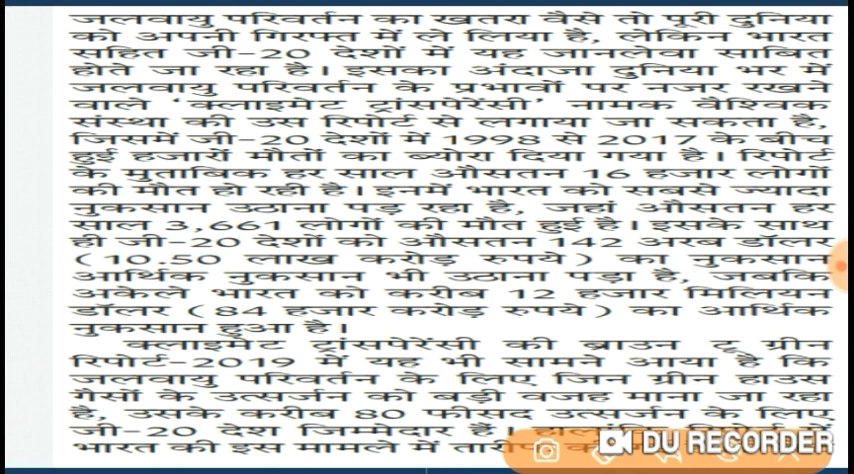 जलवायु परिवर्तन का खतरा वैसे तो पूरी दुनिया
को अपनी गिरफ्त में ले लिया है, लेकिन भारत
सहित जी-20 देशों में यह जानलेवा साबित
होते जा रहा है। इसका अंदाजा दुनिया भर में
जलवायु परिवर्तन के प्रभावों पर नजर रखने
वाले 'क्लाइमेट ट्रांसपेरेंसी' नामक वैश्विक
संस्था की उस रिपोर्ट से लगाया जा सकता है,
जिसमें जी-20 देशों में 1998 से 2017 के बीच
हुई हजारों मौतों का ब्योरा दिया गया है। रिपोर्ट
के मुताबिक हर साल औसतन 16 हजार लोगों
की मौत हो रही है। इनमें भारत को सबसे ज्यादा
नुकसान उठाना पड़ रहा है, जहां औसतन हर
साल 3,661 लोगों की मौत हुई है। इसके साथ
ही जी-20 देशों को औसतन 142 अरब डॉलर
(10.50 लाख करोड़ रुपये) का नुकसान
आर्थिक नुकसान भी उठाना पड़ा है, जबकि
अकेले भारत को करीब 12 हजार मिलियन
डॉलर (84 हजार करोड़ रुपये) का आर्थिक
नुकसान हुआ है।
क्लाइमेट ट्रांसपेरेंसी की ब्राउन टू ग्रीन
रिपोर्ट-2019 में यह भी सामने आया है कि
जलवायु परिवर्तन के लिए जिन ग्रीन हाउस
गैसों के उत्सर्जन को बड़ी वजह माना जा रहा
है, उसके करीब 80 फीसद उत्सर्जन के लिए
जी-20 देश जिम्मेदार हैं।
भारत की इस मामले में
DU RECORDER